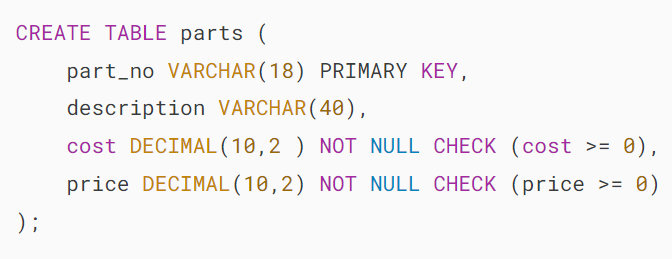 CREATE TABLE parts (
    part_no VARCHAR(18) PRIMARY KEY,
    description VARCHAR(40),
    cost DECIMAL(10,2 ) NOT NULL CHECK (cost >= 0),
    price DECIMAL(10,2) NOT NULL CHECK (price >= 0)
);